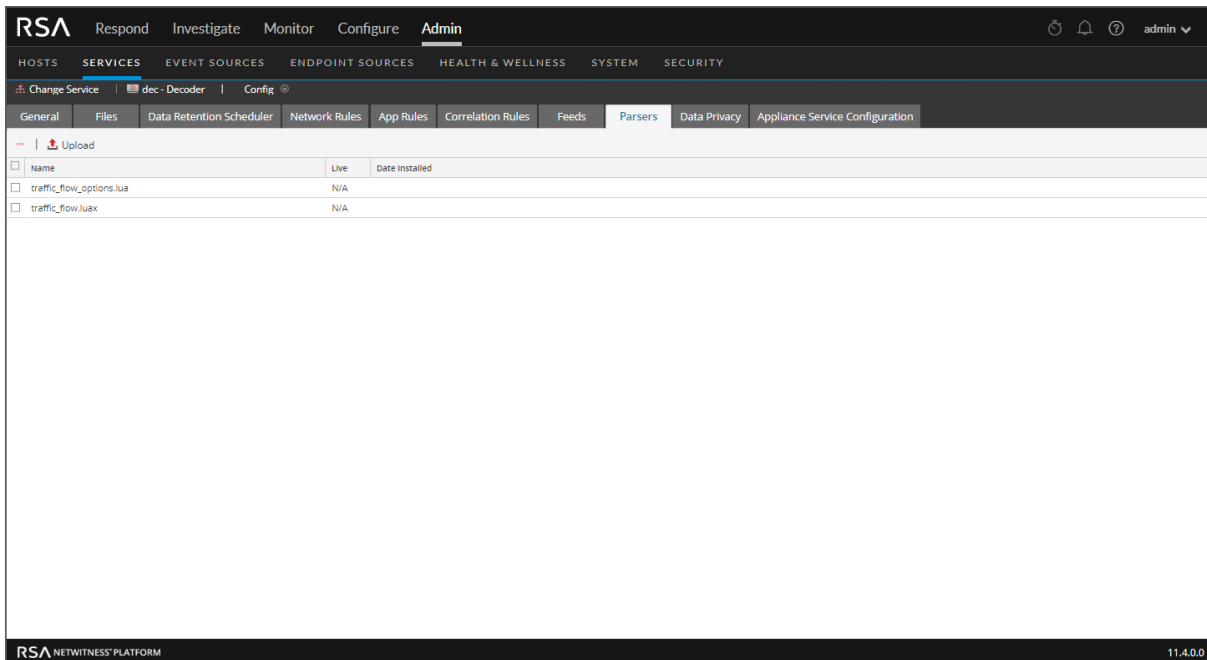 RSA Respond Investigate Monitor Configure Admin admin
HOSTS SERVICES EVENT SOURCES ENDPOINT SOURCES HEALTH & WELLNESS SYSTEM SECURITY
Change Service | dec - Decoder | Config
General Files Data Retention Scheduler Network Rules App Rules Correlation Rules Feeds Parsers Data Privacy Appliance Service Configuration
Upload
Name Live Date Installed
traffic_flow_options.lua N/A
traffic_flow.luax N/A
RSA NETWITNESS® PLATFORM 11.4.0.0